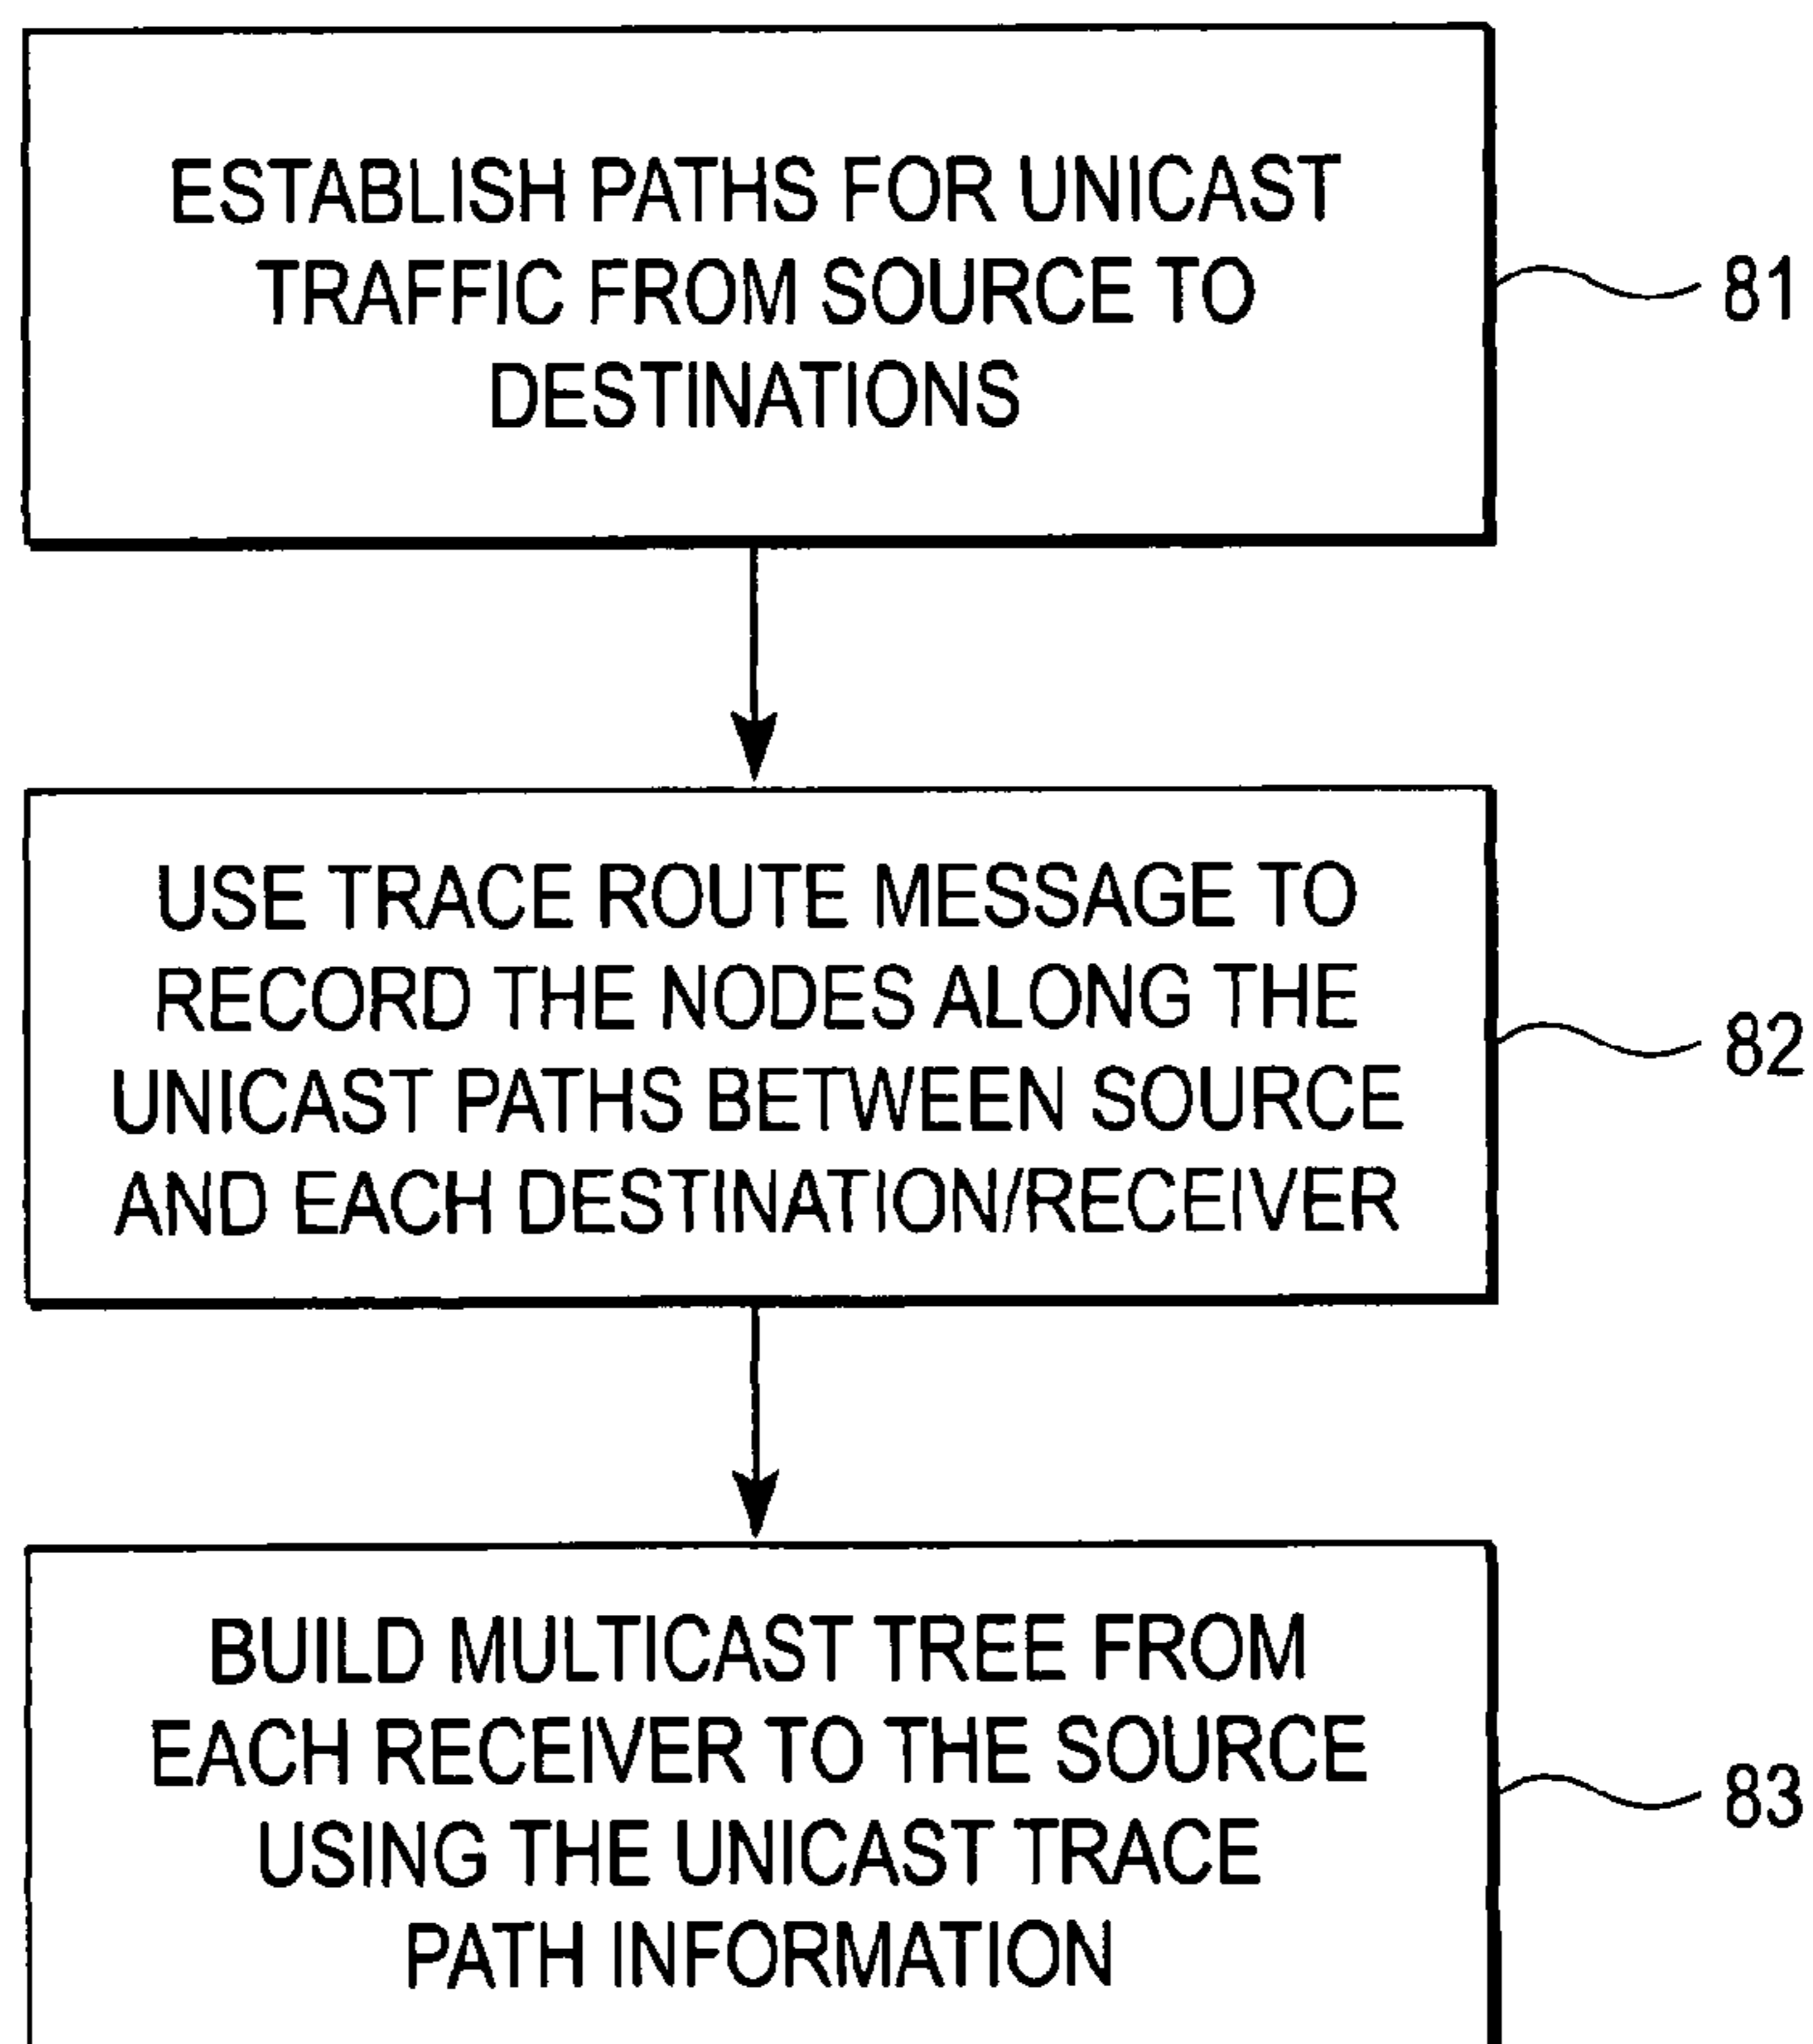 ESTABLISH PATHS FOR UNICAST
TRAFFIC FROM SOURCE TO
DESTINATIONS
81
USE TRACE ROUTE MESSAGE TO
RECORD THE NODES ALONG THE
UNICAST PATHS BETWEEN SOURCE
AND EACH DESTINATION/RECEIVER
82
BUILD MULTICAST TREE FROM
EACH RECEIVER TO THE SOURCE
USING THE UNICAST TRACE
PATH INFORMATION
83